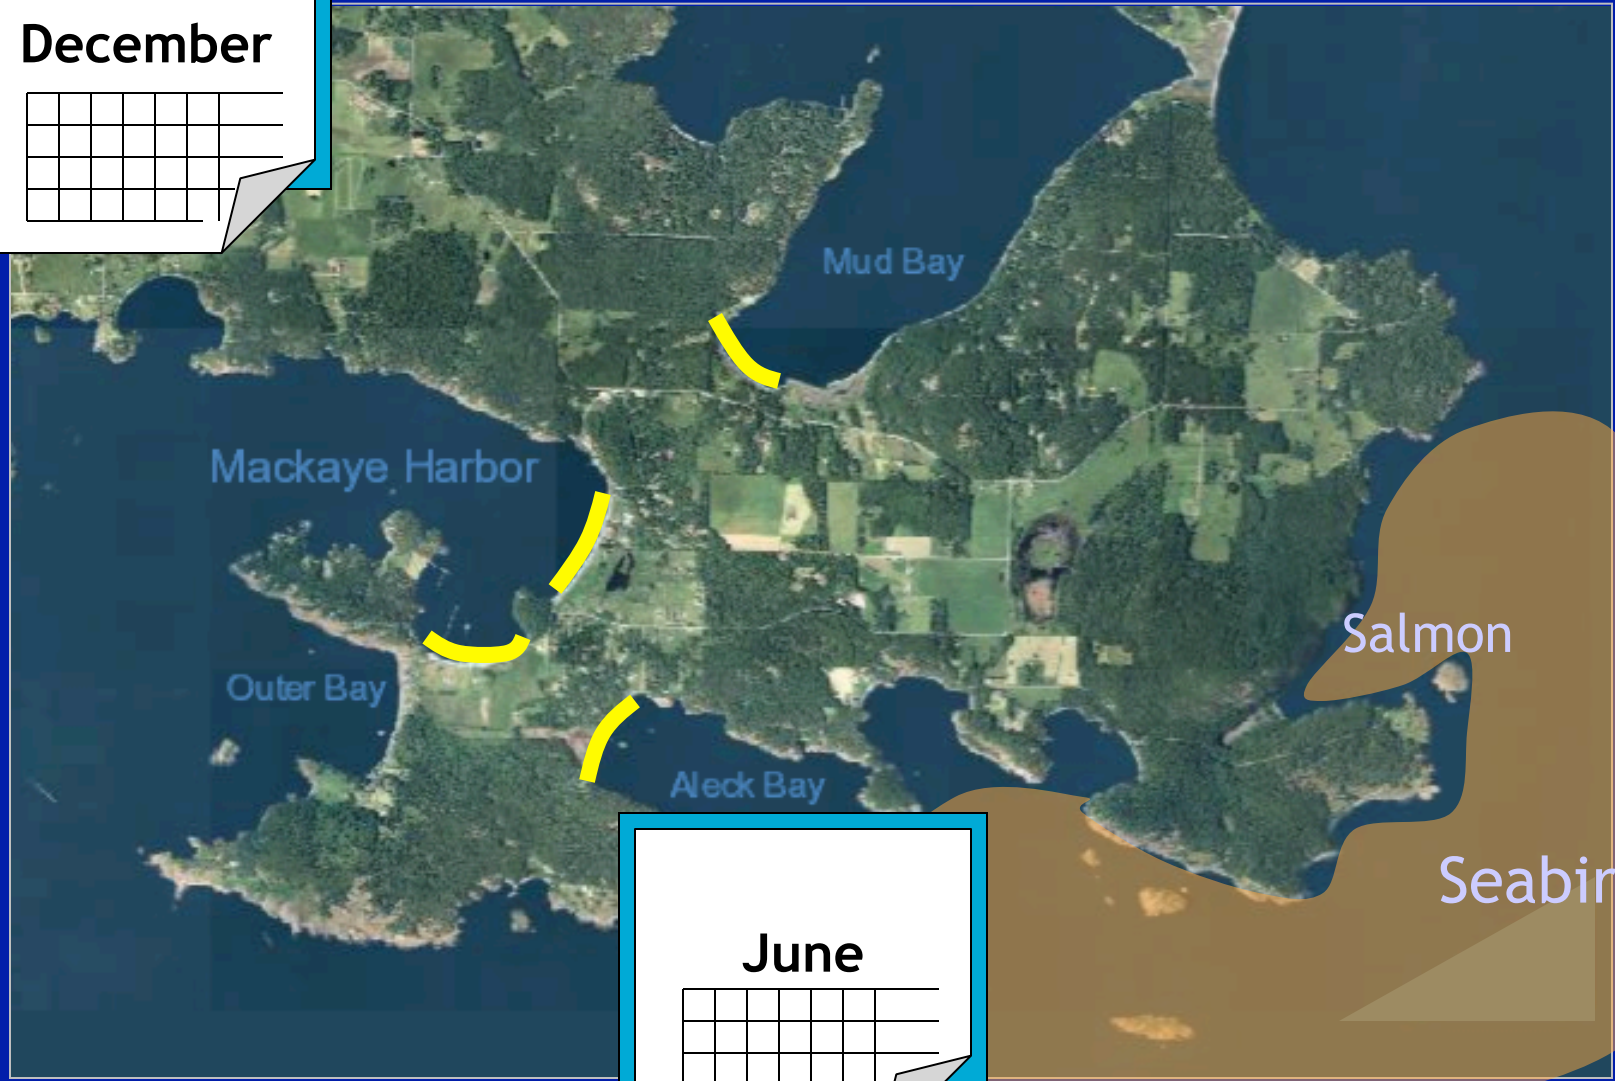 December
Mud Bay
Mackaye Harbor
Salmon
Outer Bay
Aleck Bay
Seabir
June